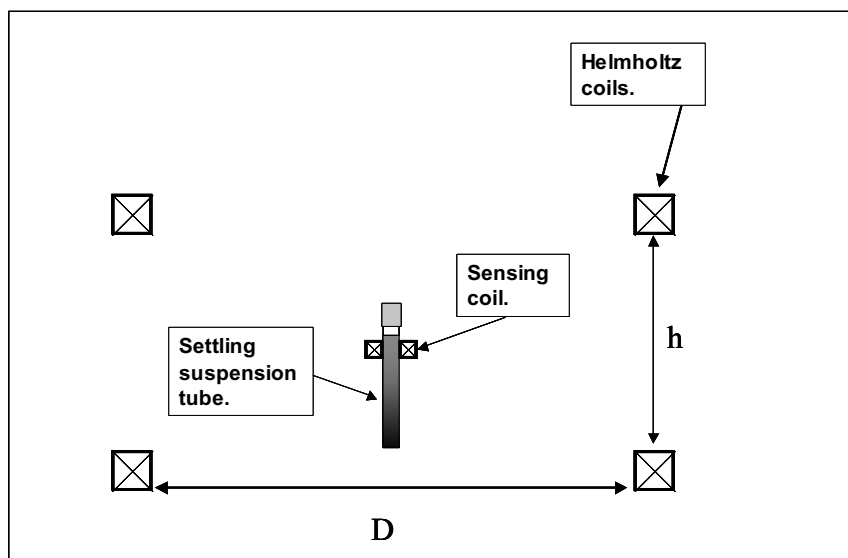 Helmholtz
coils.
Sensing
coil.
Settling
suspension
tube.
h
D